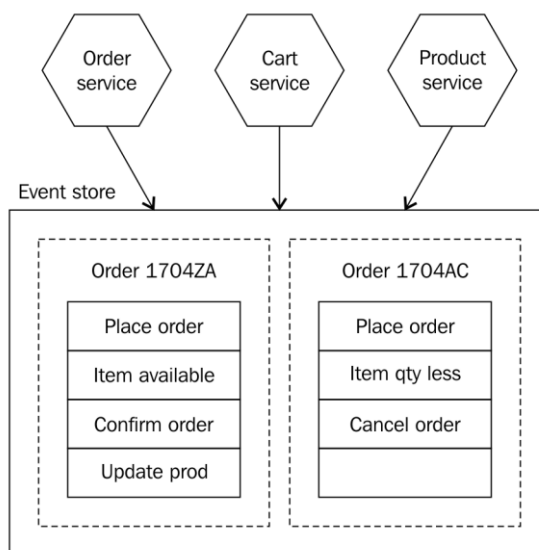 Order
service
Cart
service
Product
service
Event store
Order 1704ZA
Place order
Item available
Confirm order
Update prod
Order 1704AC
Place order
Item qty less
Cancel order